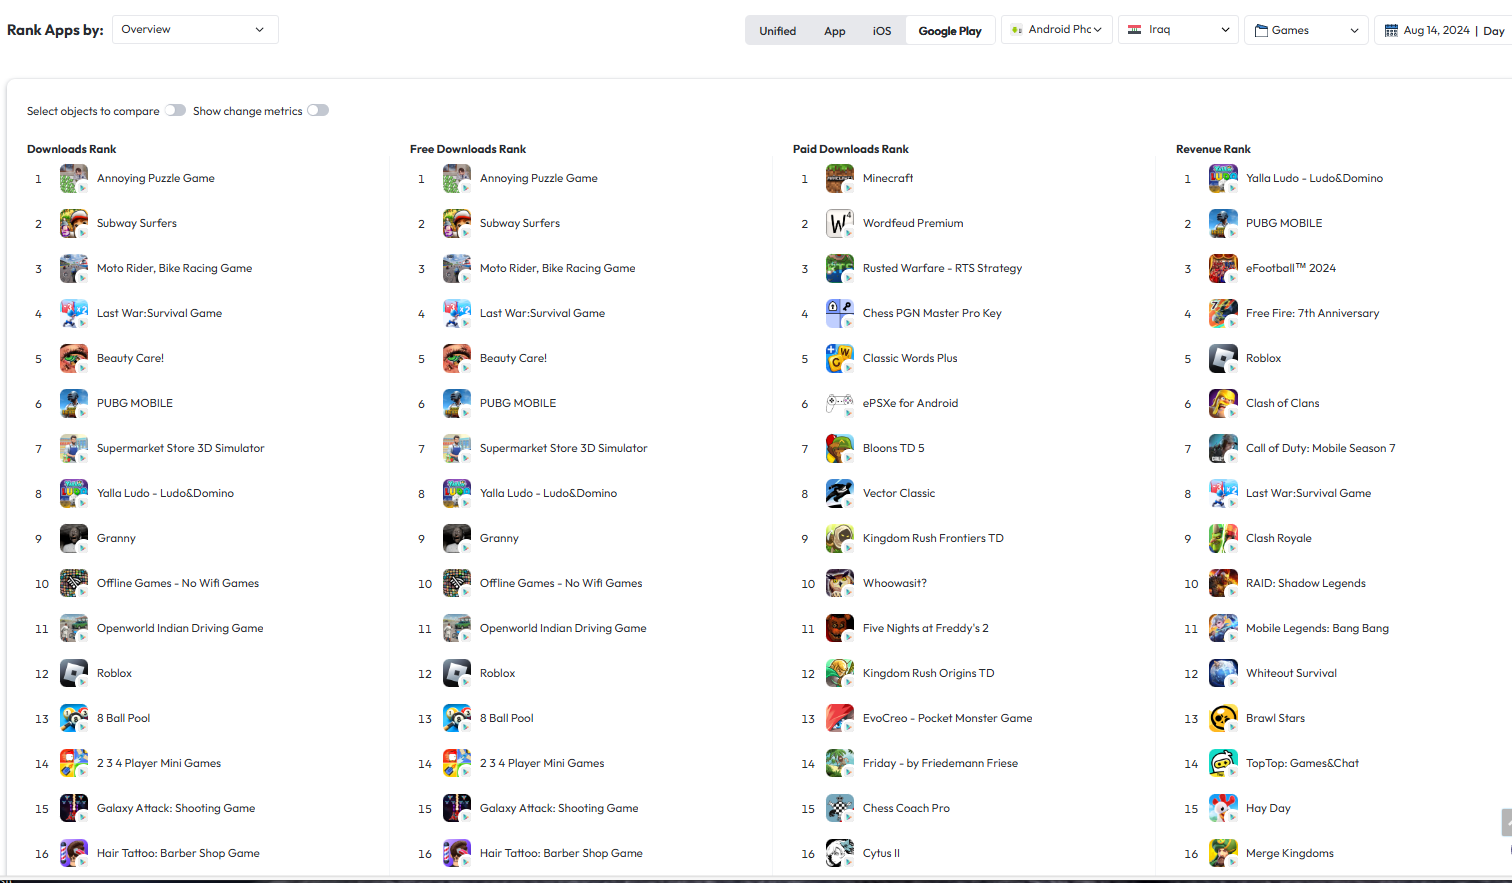 Rank Apps by:
Overview
Unified
App
iOS
Google Play
Android Phc
Iraq
Games
Aug 14, 2024 | Day
Select objects to compare
Show change metrics
Downloads Rank
1 Annoying Puzzle Game
2 Subway Surfers
3 Moto Rider, Bike Racing Game
4 Last War:Survival Game
5 Beauty Care!
6 PUBG MOBILE
7 Supermarket Store 3D Simulator
8 Yalla Ludo - Ludo&Domino
9 Granny
10 Offline Games - No Wifi Games
11 Openworld Indian Driving Game
12 Roblox
13 8 Ball Pool
14 2 3 4 Player Mini Games
15 Galaxy Attack: Shooting Game
16 Hair Tattoo: Barber Shop Game
Free Downloads Rank
1 Annoying Puzzle Game
2 Subway Surfers
3 Moto Rider, Bike Racing Game
4 Last War:Survival Game
5 Beauty Care!
6 PUBG MOBILE
7 Supermarket Store 3D Simulator
8 Yalla Ludo - Ludo&Domino
9 Granny
10 Offline Games - No Wifi Games
11 Openworld Indian Driving Game
12 Roblox
13 8 Ball Pool
14 2 3 4 Player Mini Games
15 Galaxy Attack: Shooting Game
16 Hair Tattoo: Barber Shop Game
Paid Downloads Rank
1 Minecraft
2 Wordfeud Premium
3 Rusted Warfare - RTS Strategy
4 Chess PGN Master Pro Key
5 Classic Words Plus
6 ePSXe for Android
7 Bloons TD 5
8 Vector Classic
9 Kingdom Rush Frontiers TD
10 Whoowasit?
11 Five Nights at Freddy's 2
12 Kingdom Rush Origins TD
13 EvoCreo - Pocket Monster Game
14 Friday - by Friedemann Friese
15 Chess Coach Pro
16 Cytus II
Revenue Rank
1 Yalla Ludo - Ludo&Domino
2 PUBG MOBILE
3 eFootball™ 2024
4 Free Fire: 7th Anniversary
5 Roblox
6 Clash of Clans
7 Call of Duty: Mobile Season 7
8 Last War:Survival Game
9 Clash Royale
10 RAID: Shadow Legends
11 Mobile Legends: Bang Bang
12 Whiteout Survival
13 Brawl Stars
14 TopTop: Games&Chat
15 Hay Day
16 Merge Kingdoms